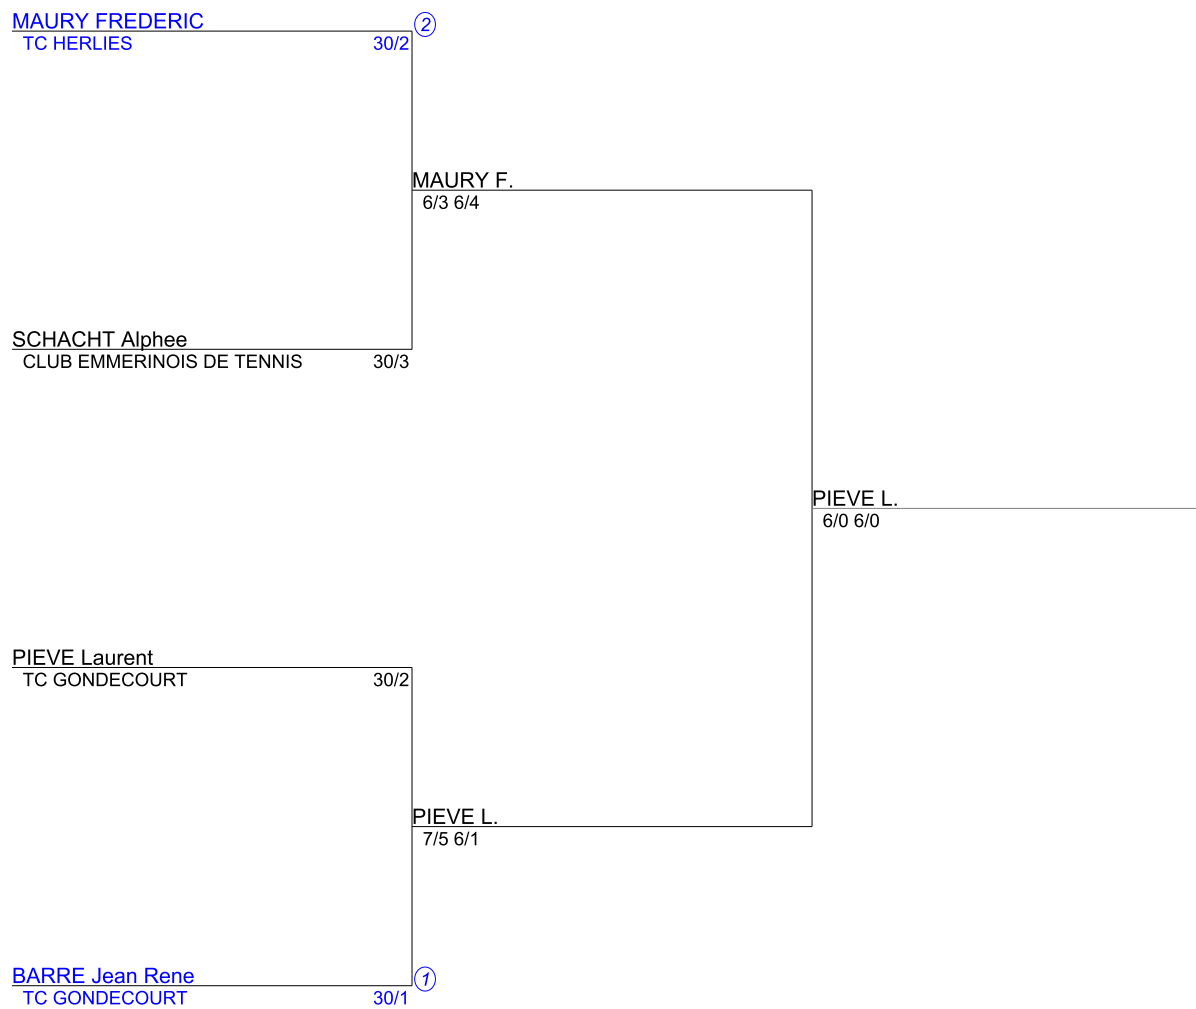 MAURY FREDERIC
2
TC HERLIES 30/2
MAURY F.
6/3 6/4
SCHACHT Alphee
CLUB EMMERINOIS DE TENNIS 30/3
PIEVE L.
6/0 6/0
PIEVE Laurent
TC GONDECOURT 30/2
PIEVE L.
7/5 6/1
BARRE Jean Rene
1
TC GONDECOURT 30/1